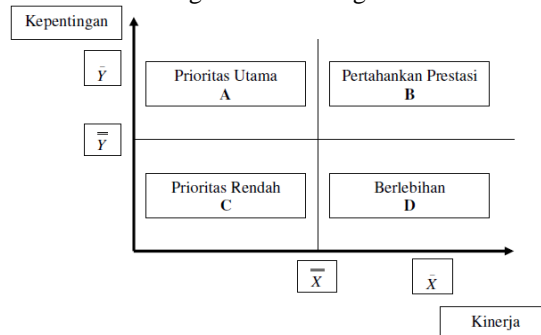 Kepentingan
Ȳ
Prioritas Utama
A
Pertahankan Prestasi
B
Y̿
Prioritas Rendah
C
Berlebihan
D
X̿
X̄
Kinerja